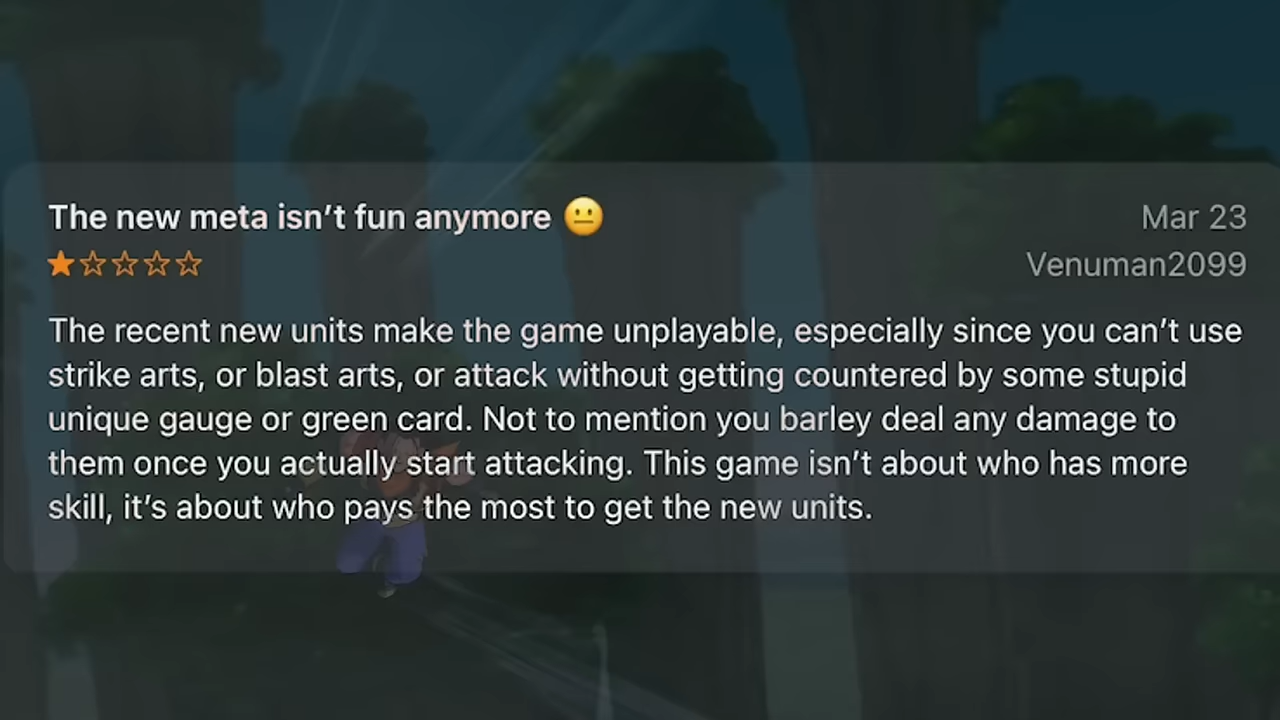 The new meta isn’t fun anymore 😐
Mar 23
Venuman2099
The recent new units make the game unplayable, especially since you can’t use
strike arts, or blast arts, or attack without getting countered by some stupid
unique gauge or green card. Not to mention you barley deal any damage to
them once you actually start attacking. This game isn’t about who has more
skill, it’s about who pays the most to get the new units.